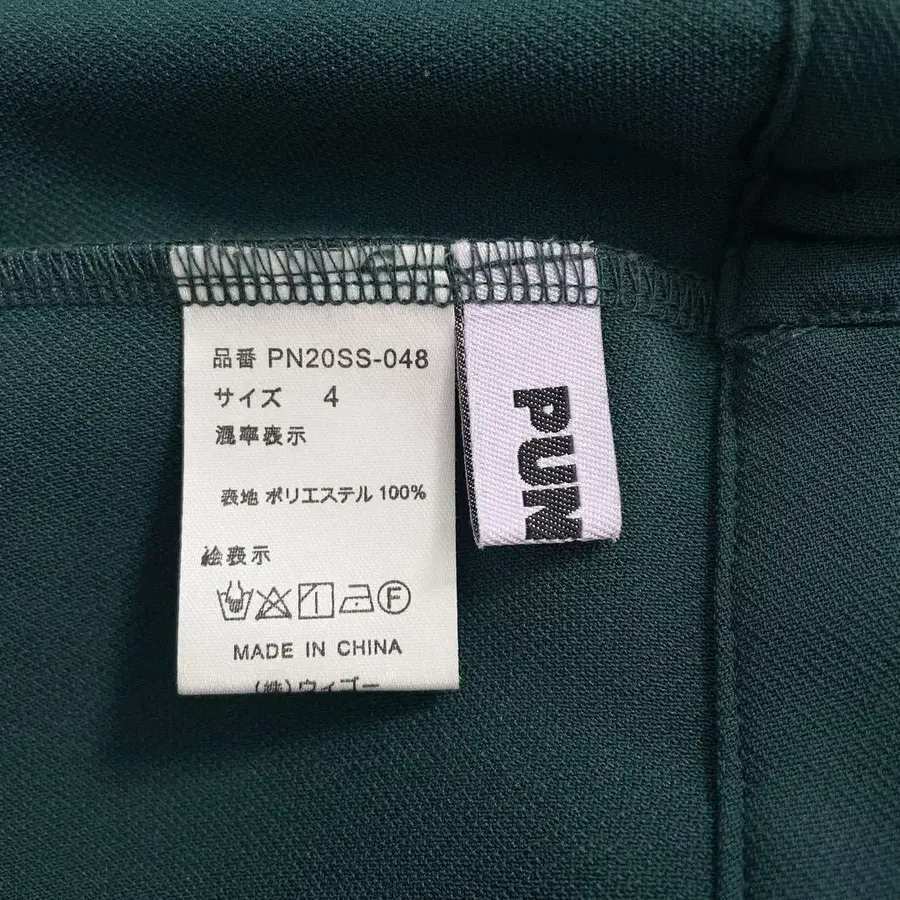 品番 PN20SS-048
サイズ 4
混率表示
表地 ポリエステル 100%
絵表示
F
MADE IN CHINA
(株)ウィゴー
PUN